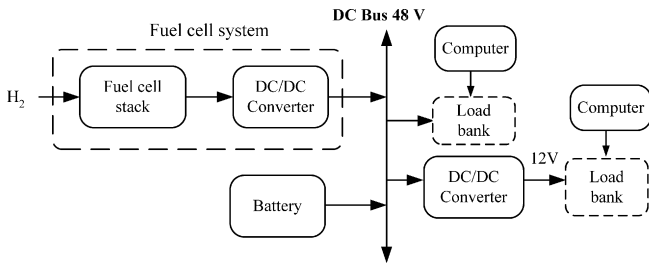 Fuel cell system
DC Bus 48 V
H2
Fuel cell
stack
DC/DC
Converter
Computer
Load
bank
Computer
Battery
DC/DC
Converter
12V
Load
bank